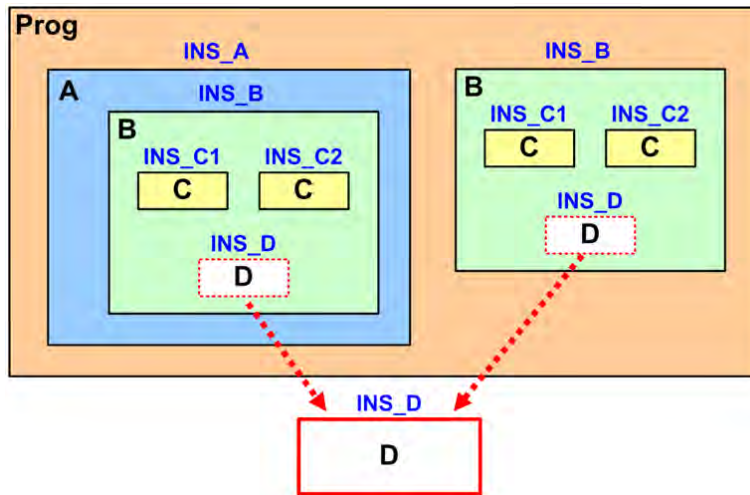 Prog
INS_A
INS_B
A
INS_B
B
INS_C1
INS_C2
C
C
INS_D
D
B
INS_C1
INS_C2
C
C
INS_D
D
INS_D
D